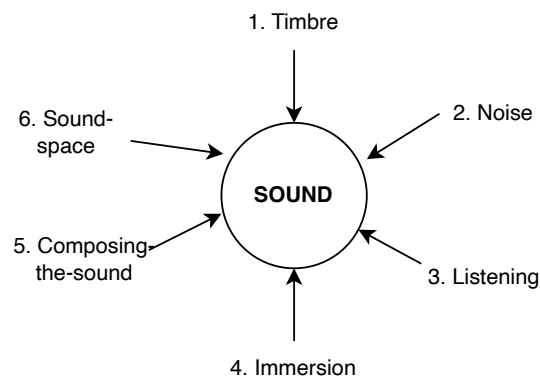 1. Timbre
2. Noise
6. Sound-
space
SOUND
5. Composing-
the-sound
3. Listening
4. Immersion